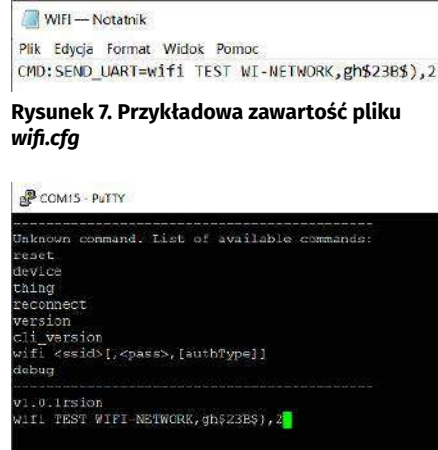 WIFI — Notatnik
Plik Edycja Format Widok Pomoc
CMD:SEND_UART=wifi TEST WI-NETWORK,gh$23B$),2
Rysunek 7. Przykładowa zawartość pliku
wifi.cfg
COM15 - PuTTY
Unknown command. List of available commands:
reset
device
thing
reconnect
version
cli_version
wifi <ssid>[,<pass>,[authType]]
debug
v1.0.1rsion
wifi TEST WIFI-NETWORK,gh$23B$),2